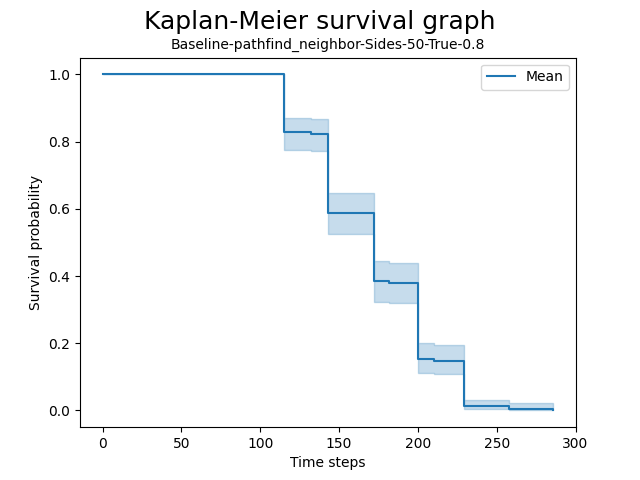 Kaplan-Meier survival graph
Baseline-pathfind_neighbor-Sides-50-True-0.8
Mean
1.0
0.8
0.6
0.4
0.2
0.0
Survival probability
0
50
100
150
200
250
300
Time steps